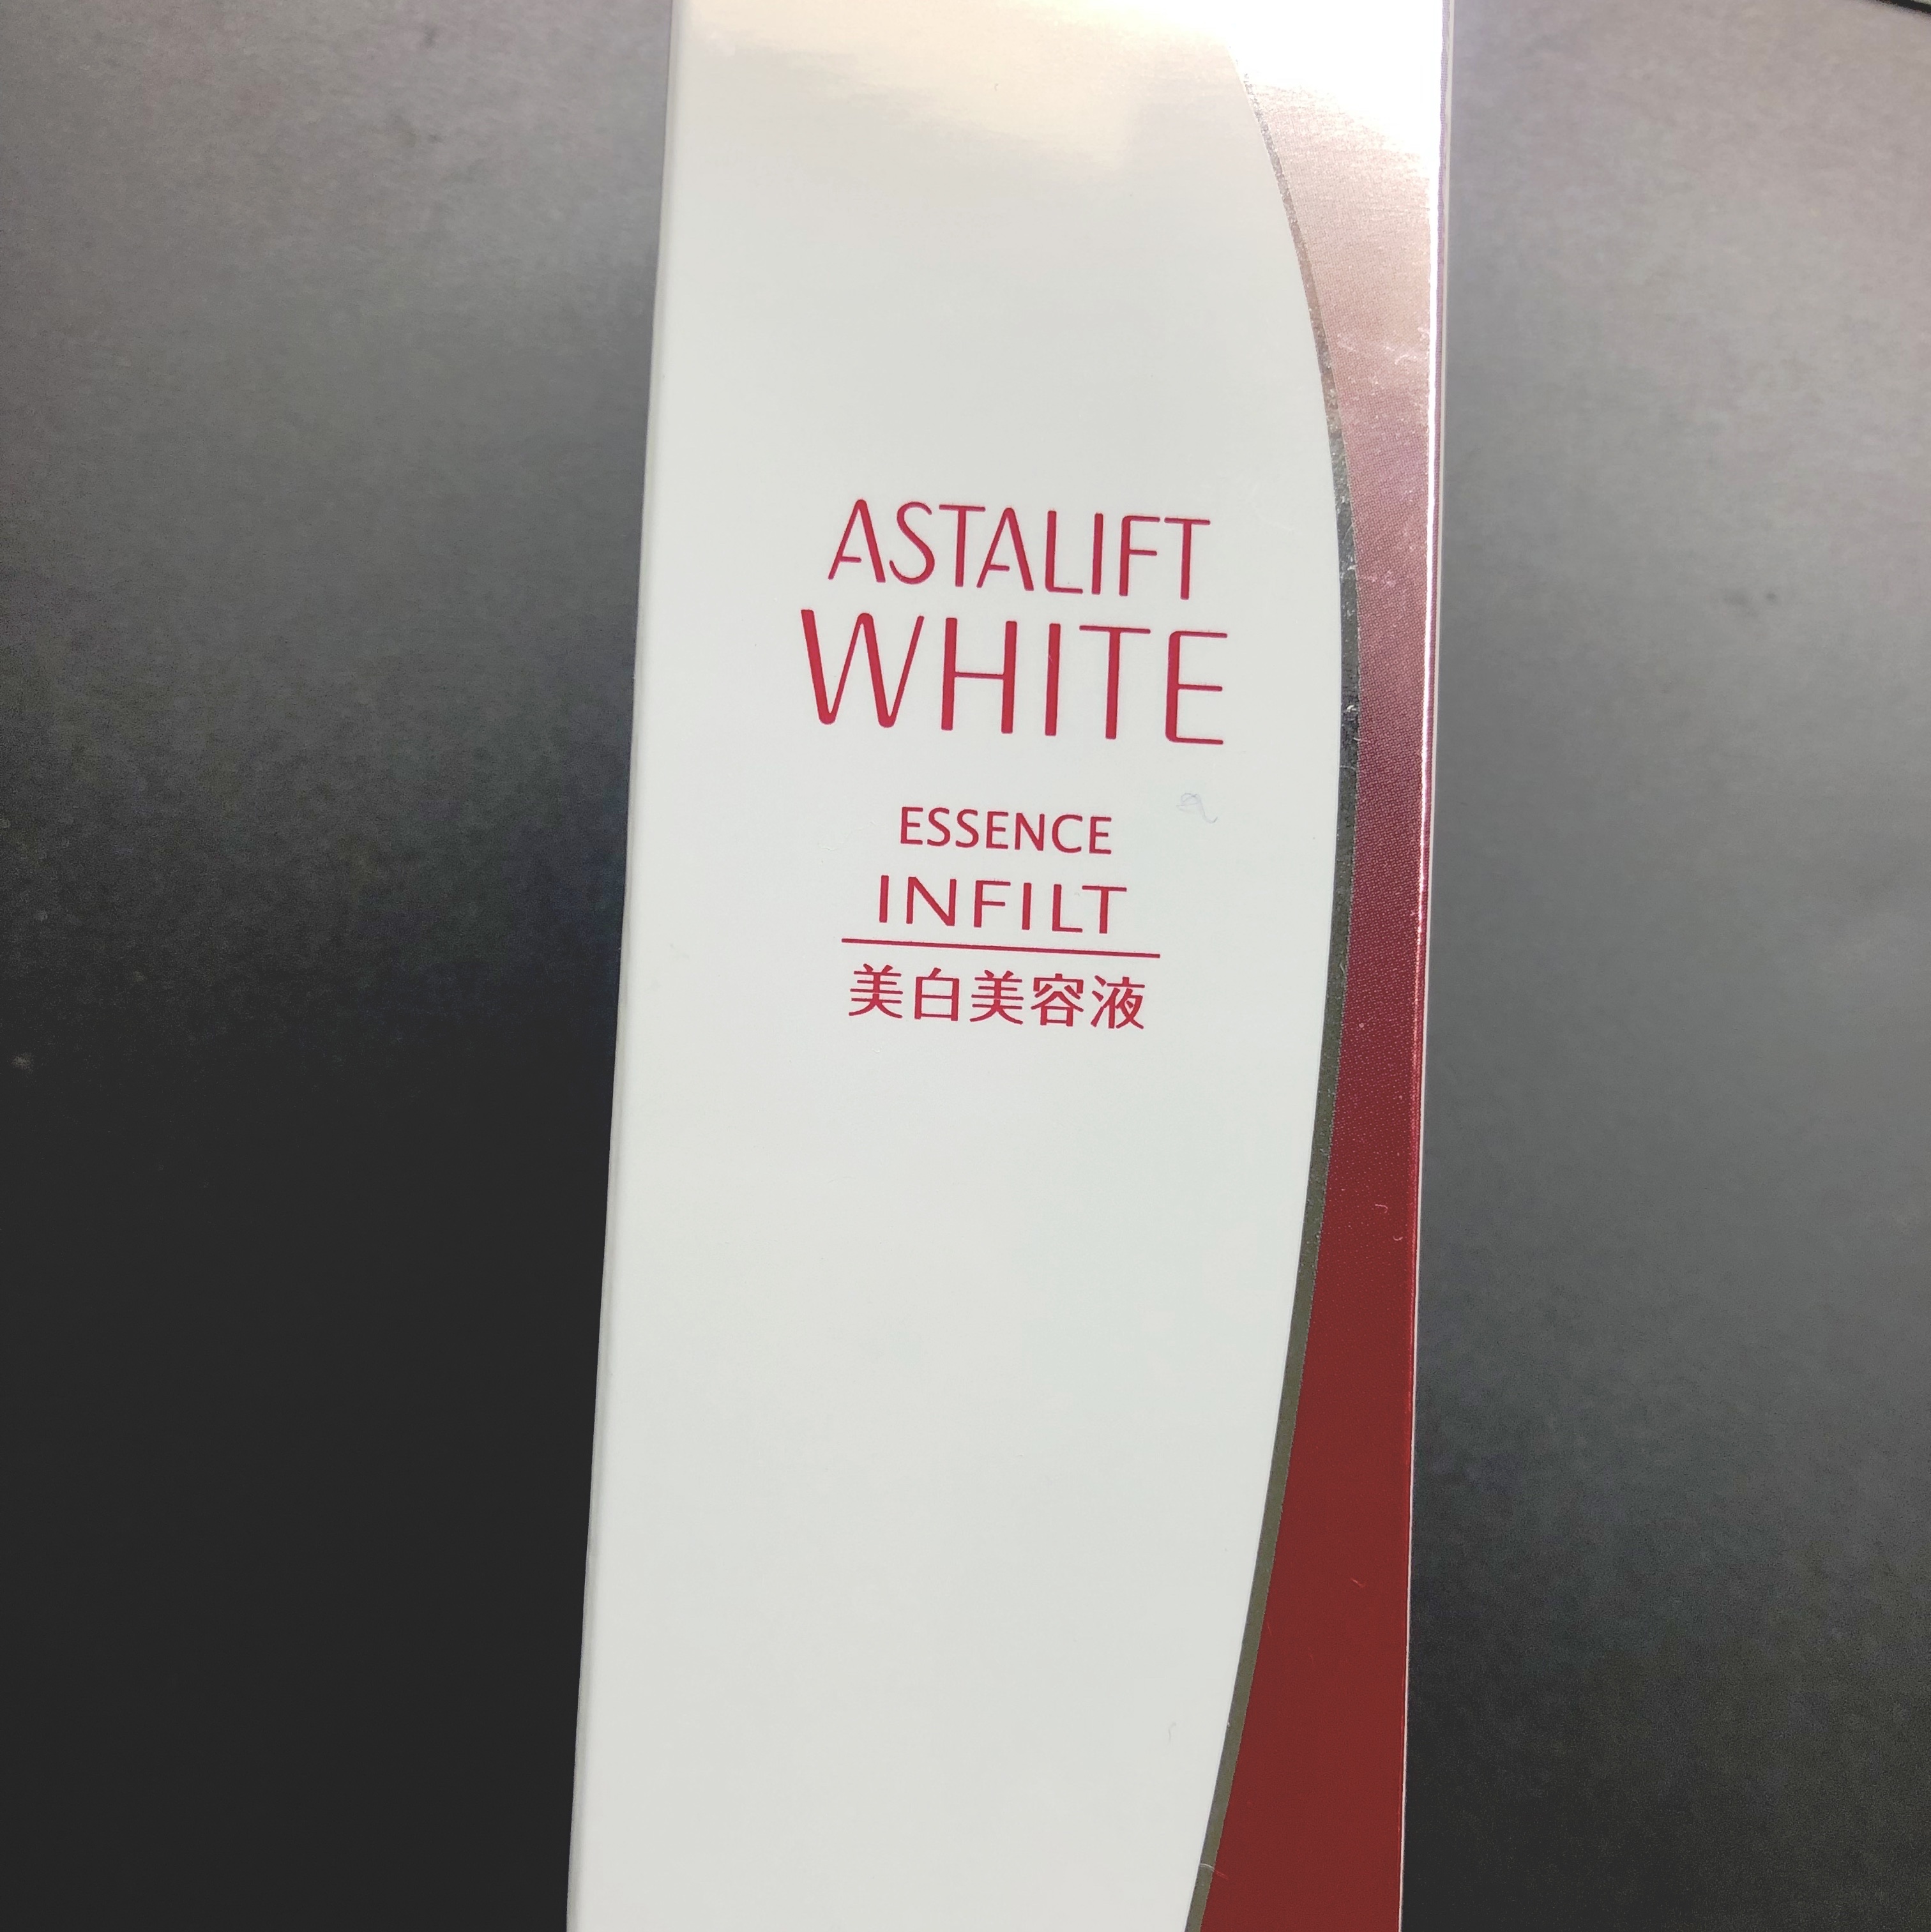 ASTALIFT
WHITE
ESSENCE
INFILT
美白美容液